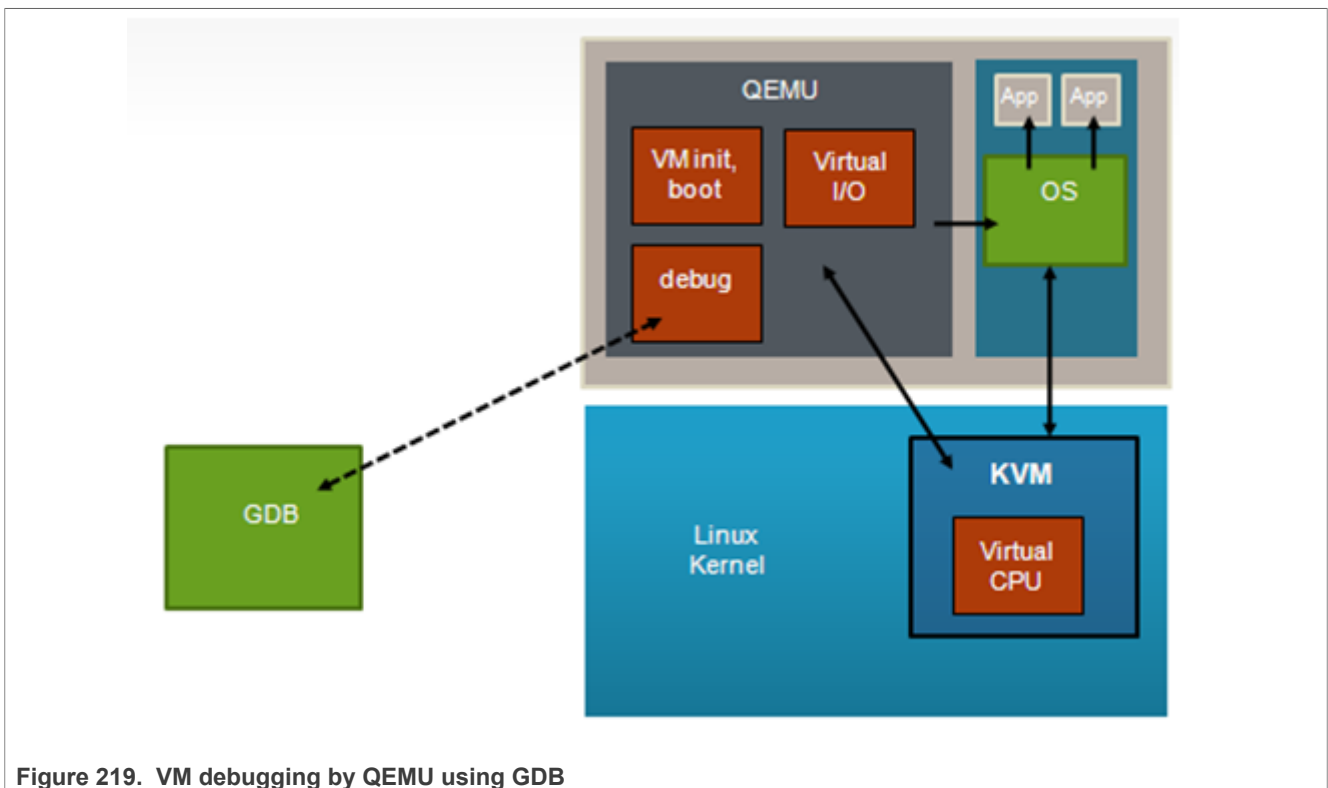 QEMU
VM init,
boot
Virtual
I/O
debug
App
App
OS
GDB
Linux
Kernel
KVM
Virtual
CPU
Figure 219. VM debugging by QEMU using GDB